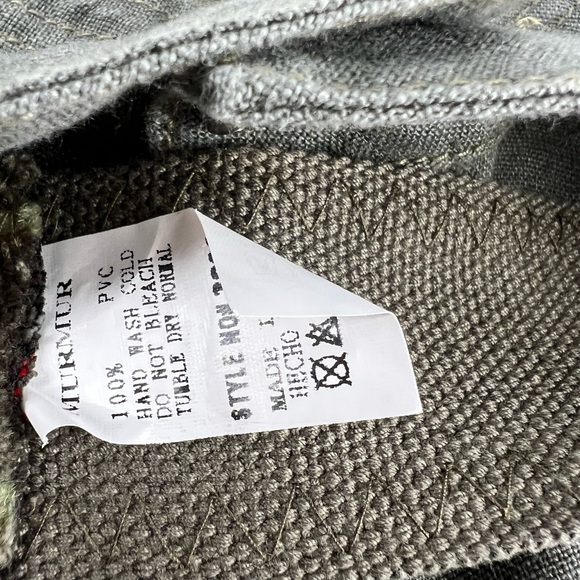 MURMUR
100% PVC
HAND WASH COLD
DO NOT BLEACH
TUMBLE DRY NORMAL
STYLE NON
MADE
HECHO